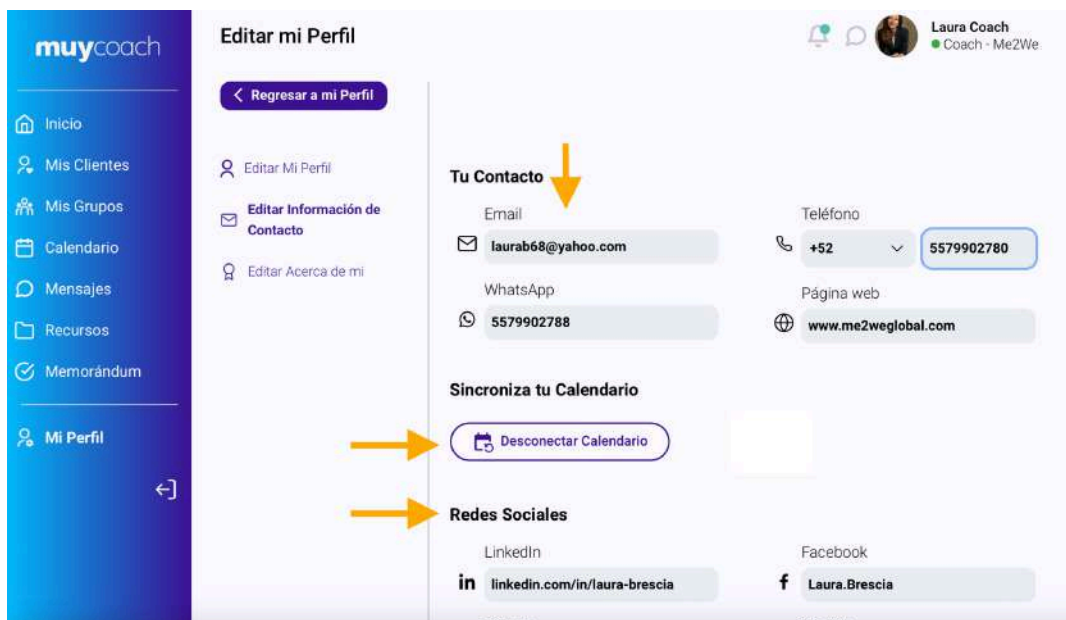 muycoach
Inicio
Mis Clientes
Mis Grupos
Calendario
Mensajes
Recursos
Memorándum
Mi Perfil
Editar mi Perfil
Laura Coach
Coach - Me2We
Regresar a mi Perfil
Editar Mi Perfil
Editar Información de
Contacto
Editar Acerca de mi
Tu Contacto
Email
laurab68@yahoo.com
Teléfono
+52
5579902780
WhatsApp
5579902788
Página web
www.me2weglobal.com
Sincroniza tu Calendario
Desconectar Calendario
Redes Sociales
LinkedIn
in linkedin.com/in/laura-brescia
Facebook
f Laura.Brescia